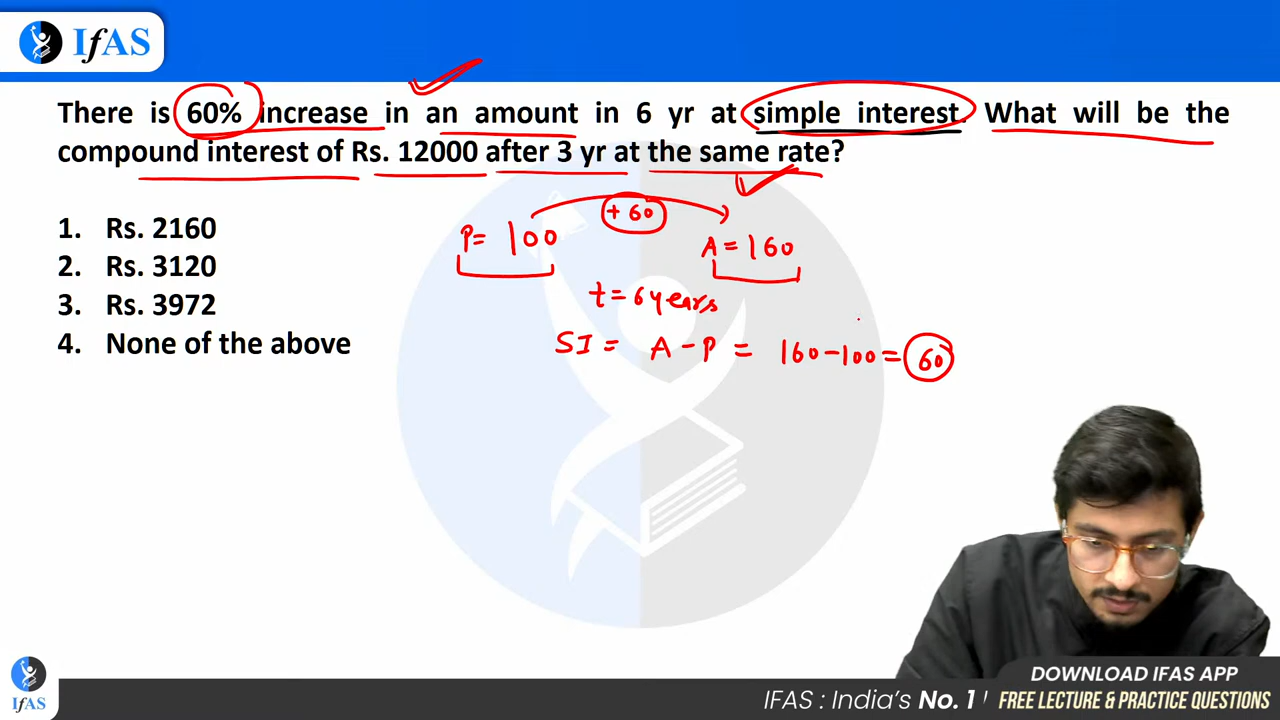 IfAS
There is 60% increase in an amount in 6 yr at simple interest. What will be the
compound interest of Rs. 12000 after 3 yr at the same rate?
1. Rs. 2160
2. Rs. 3120
3. Rs. 3972
4. None of the above
+60
P= 100
A=160
t=6years
SI= A-P = 160-100=60
IfAS
DOWNLOAD IFAS APP
IFAS : India's No. 1
FREE LECTURE & PRACTICE QUESTIONS